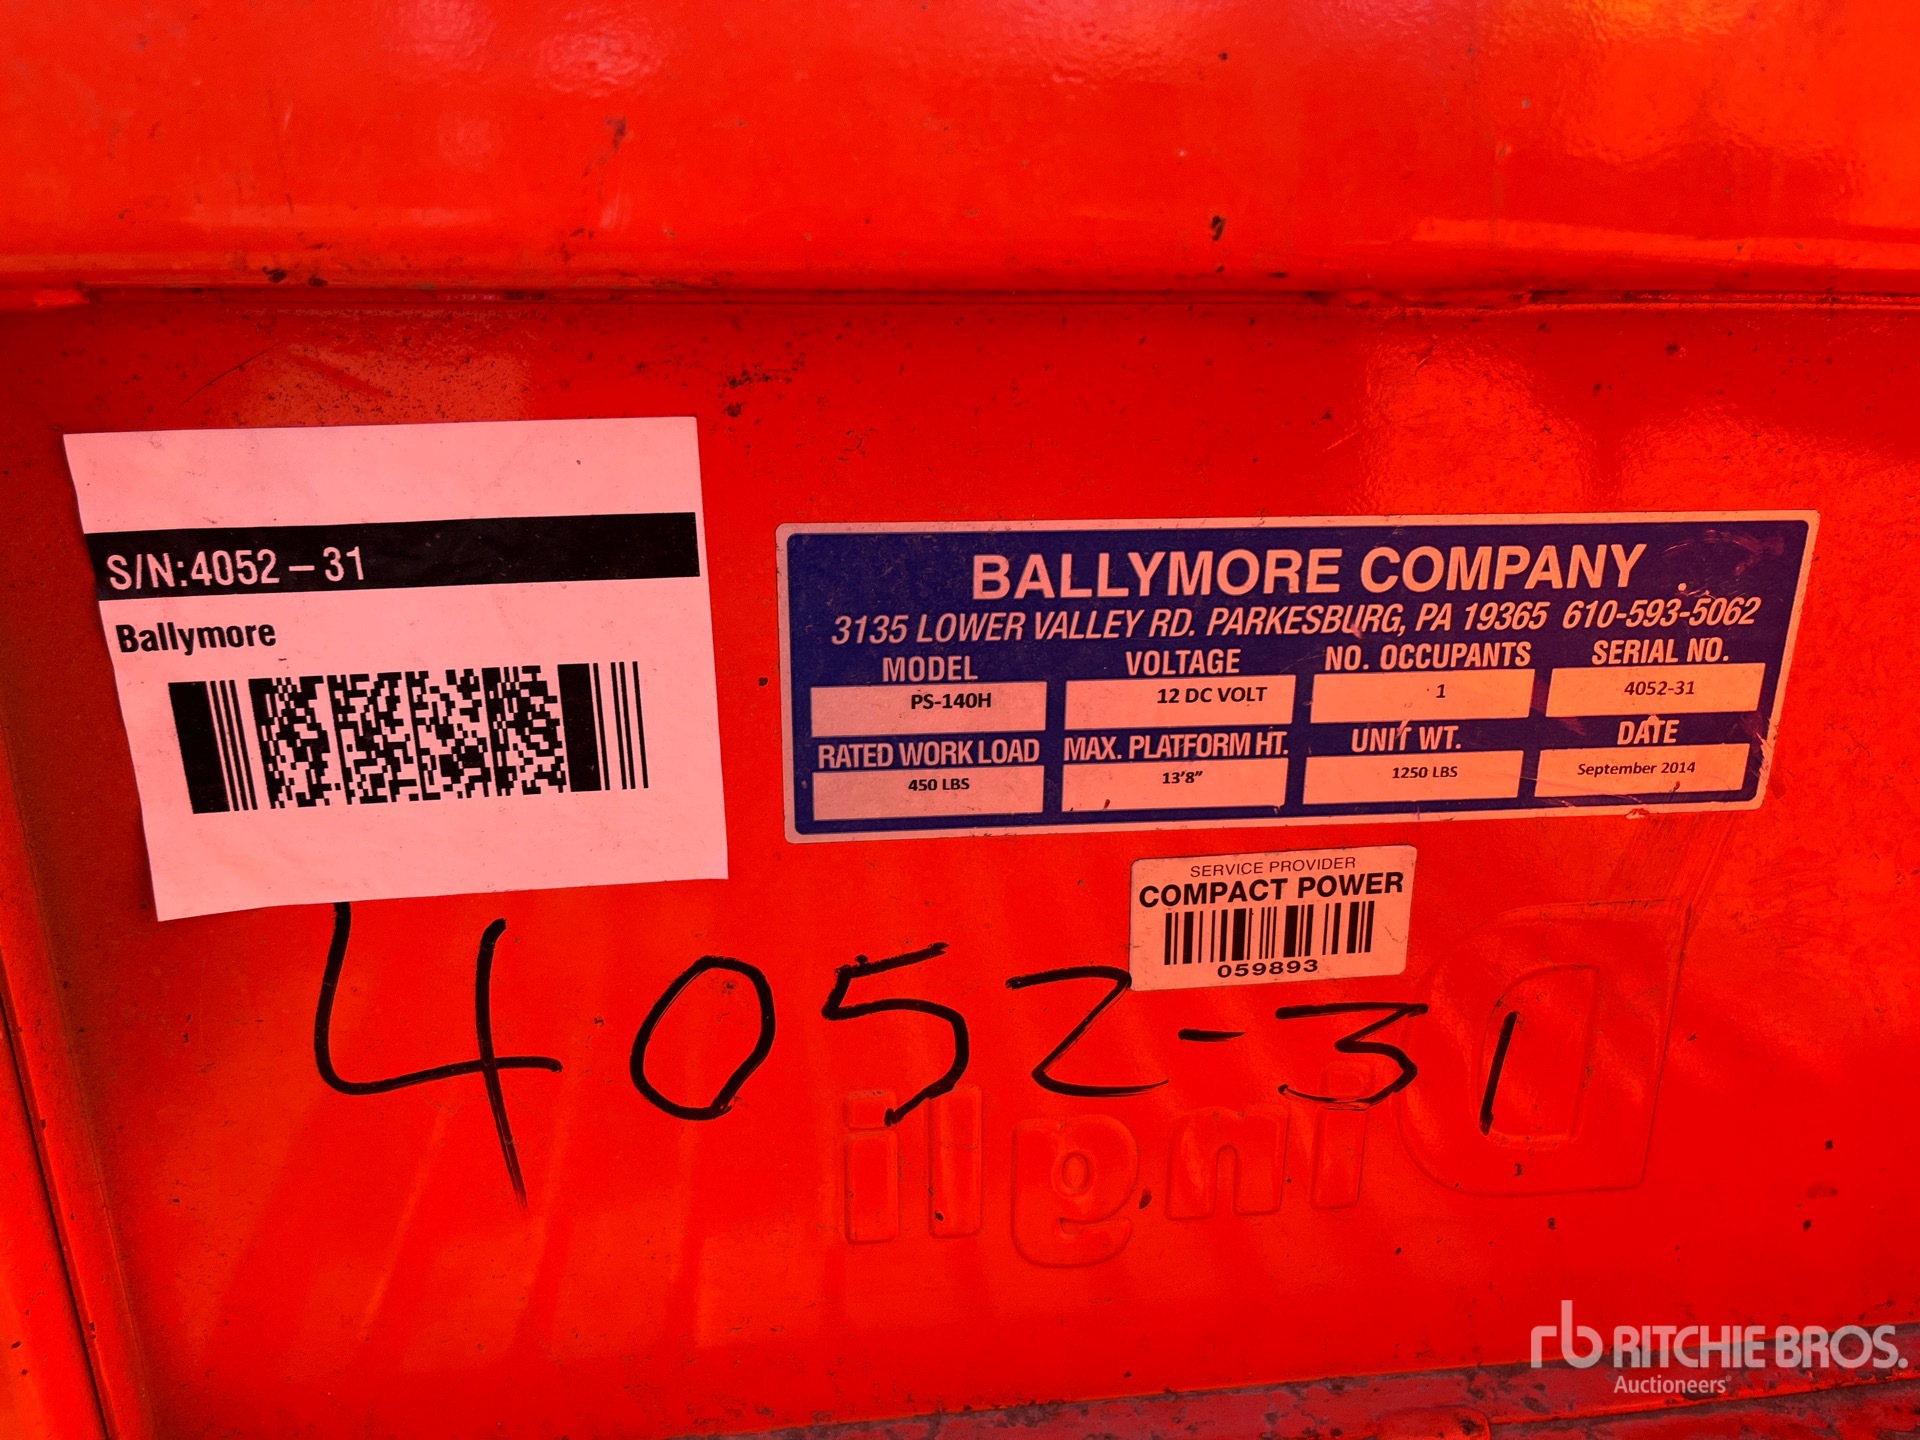 S/N:4052-31
Ballymore
BALLYMORE COMPANY
3135 LOWER VALLEY RD. PARKESBURG, PA 19365 610-593-5062
MODEL VOLTAGE NO. OCCUPANTS SERIAL NO.
PS-140H 12 DC VOLT 1 4052-31
RATED WORK LOAD MAX. PLATFORM HT. UNIT WT. DATE
450 LBS 13'8" 1250 LBS September 2014
SERVICE PROVIDER
COMPACT POWER
059893
4052-31
Dingli
rb RITCHIE BROS.
Auctioneers